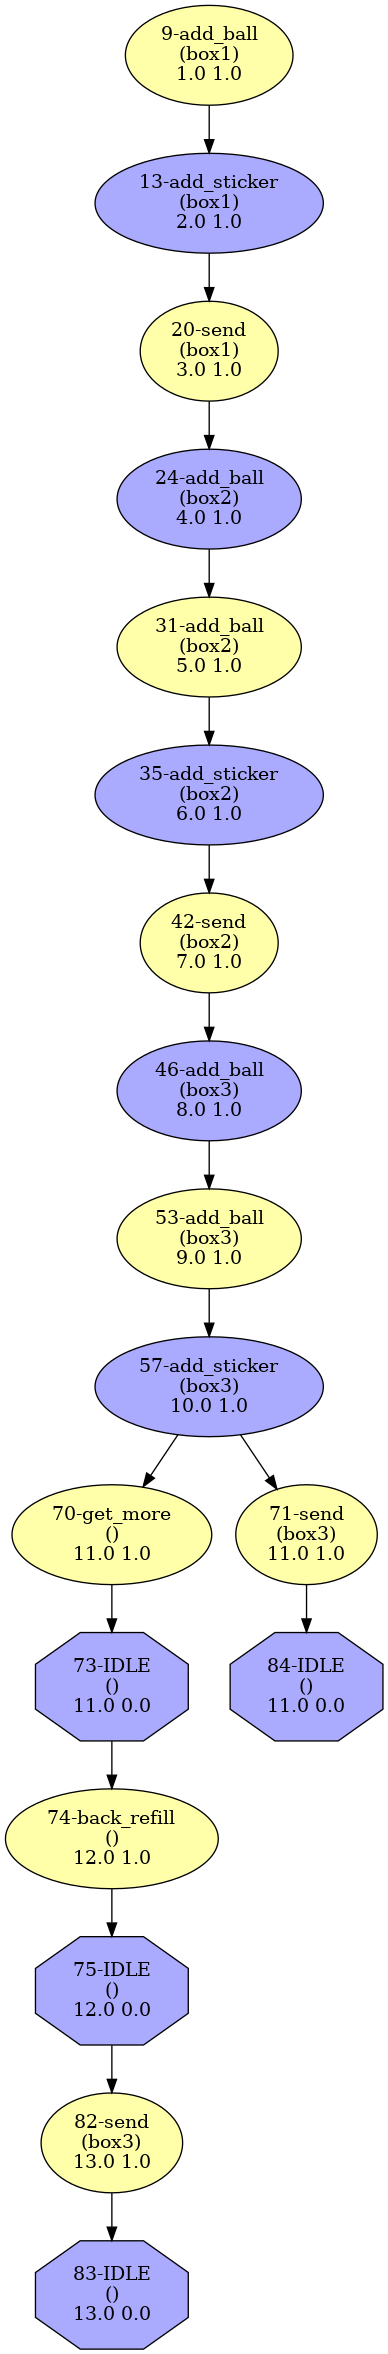 9-add_ball
(box1)
1.0 1.0
13-add_sticker
(box1)
2.0 1.0
20-send
(box1)
3.0 1.0
24-add_ball
(box2)
4.0 1.0
31-add_ball
(box2)
5.0 1.0
35-add_sticker
(box2)
6.0 1.0
42-send
(box2)
7.0 1.0
46-add_ball
(box3)
8.0 1.0
53-add_ball
(box3)
9.0 1.0
57-add_sticker
(box3)
10.0 1.0
70-get_more
()
11.0 1.0
71-send
(box3)
11.0 1.0
73-IDLE
()
11.0 0.0
84-IDLE
()
11.0 0.0
74-back_refill
()
12.0 1.0
75-IDLE
()
12.0 0.0
82-send
(box3)
13.0 1.0
83-IDLE
()
13.0 0.0